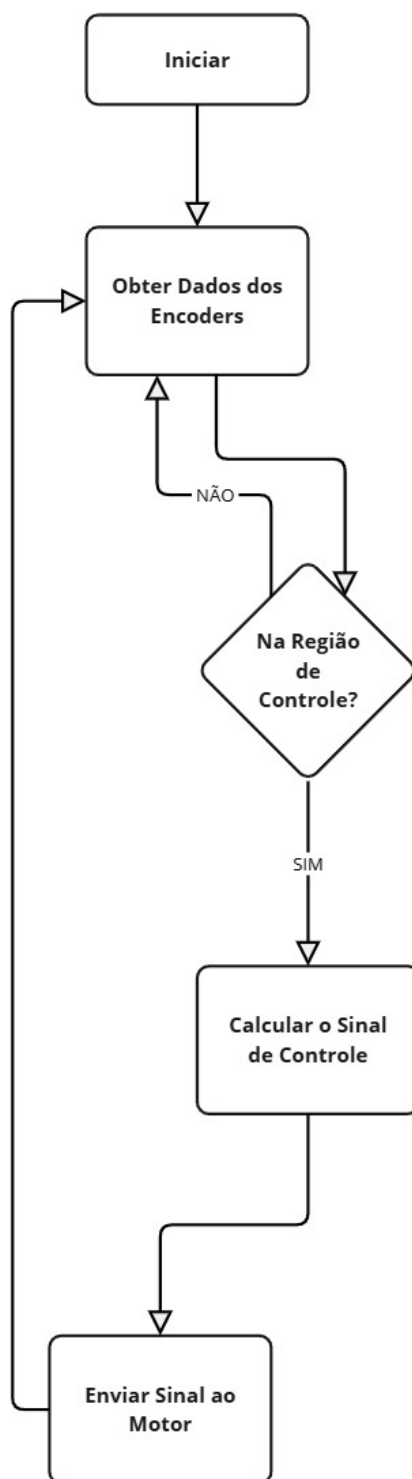 Iniciar
Obter Dados dos
Encoders
NÃO
Na Região
de
Controle?
SIM
Calcular o Sinal
de Controle
Enviar Sinal ao
Motor